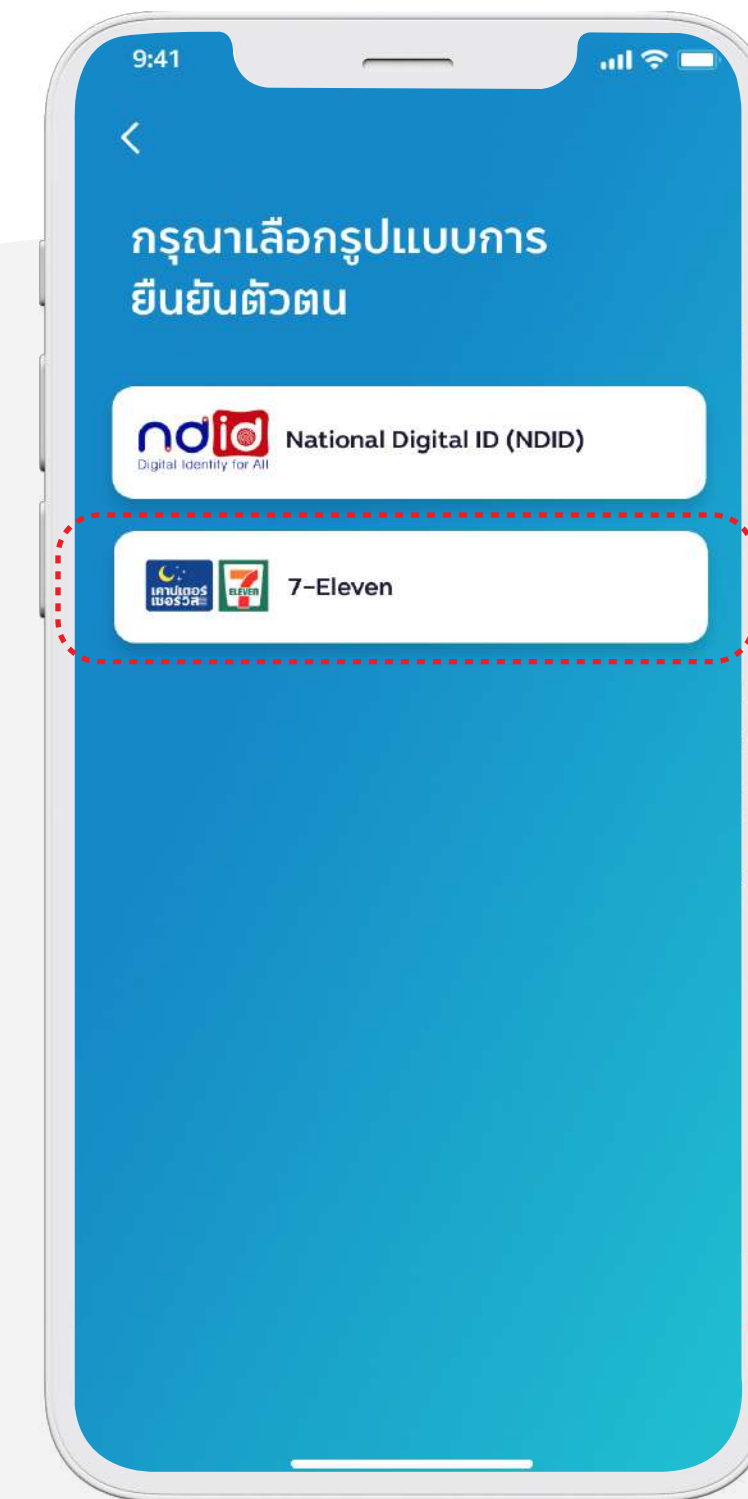 9:41
กรุณาเลือกรูปแบบการ
ยืนยันตัวตน
ndid
Digital Identity for All
National Digital ID (NDID)
เคาน์เตอร์
เซอร์วิส
7
ELEVEN
7-Eleven